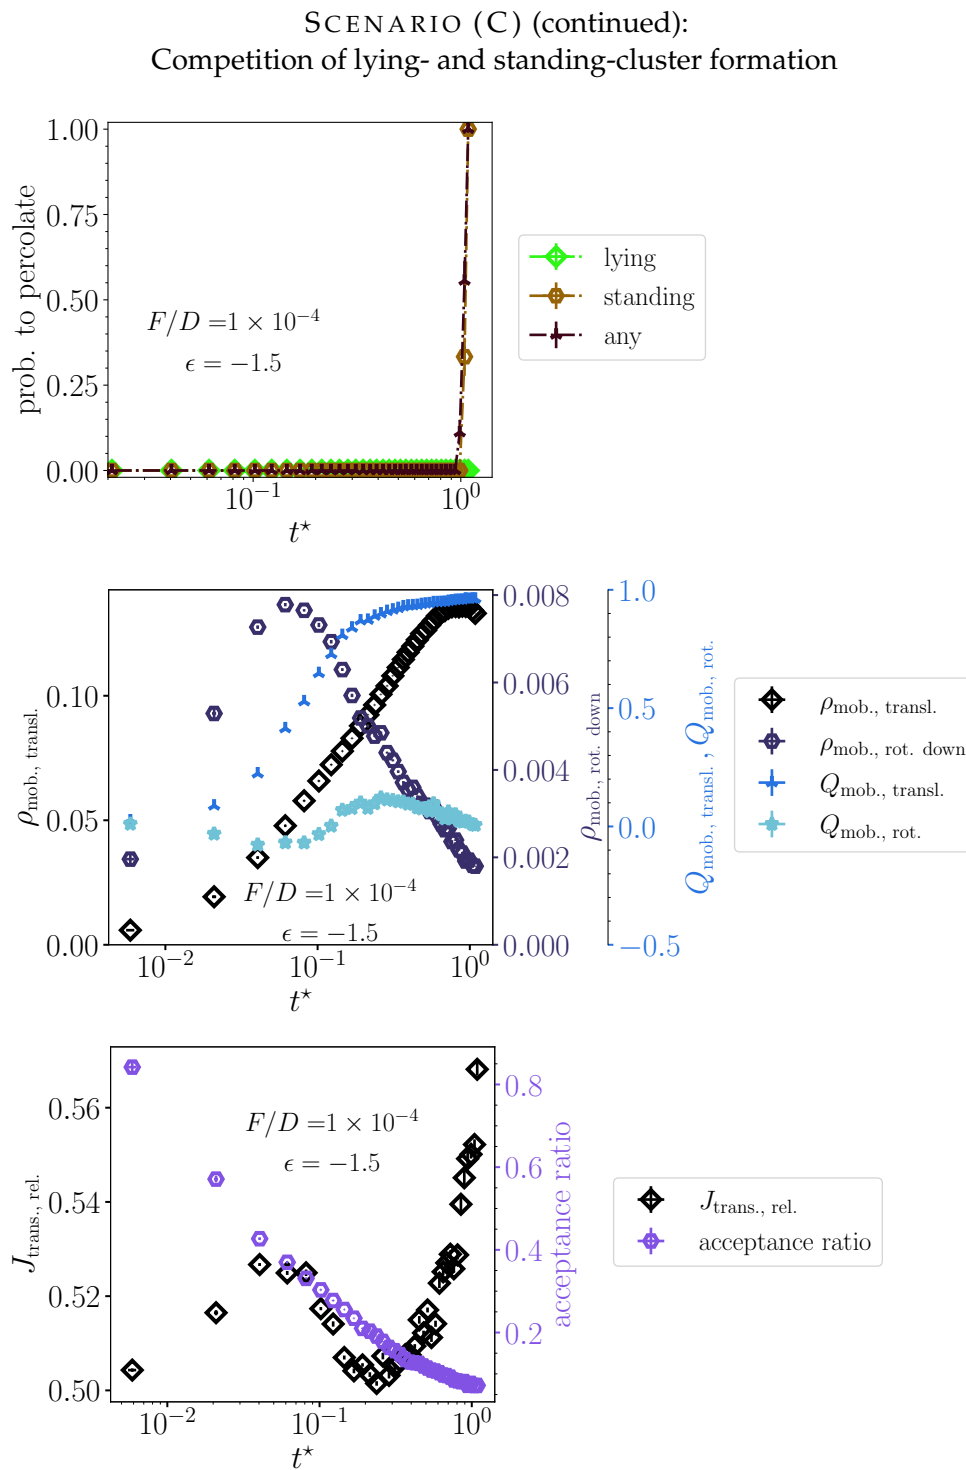 SCENARIO (C) (continued):
Competition of lying- and standing-cluster formation
1.00
0.75
0.50
0.25
0.00
prob. to percolate
F/D =1 × 10⁻⁴
ϵ = −1.5
10⁻¹
10⁰
t⋆
lying
standing
any
0.10
0.05
0.00
ρmob., transl.
F/D =1 × 10⁻⁴
ϵ = −1.5
10⁻²
10⁻¹
10⁰
t⋆
0.008
0.006
0.004
0.002
0.000
ρmob., rot. down
1.0
0.5
0.0
−0.5
Qmob., transl. , Qmob., rot.
ρmob., transl.
ρmob., rot. down
Qmob., transl.
Qmob., rot.
0.56
0.54
0.52
0.50
Jtrans., rel.
F/D =1 × 10⁻⁴
ϵ = −1.5
10⁻²
10⁻¹
10⁰
t⋆
0.8
0.6
0.4
0.2
acceptance ratio
Jtrans., rel.
acceptance ratio